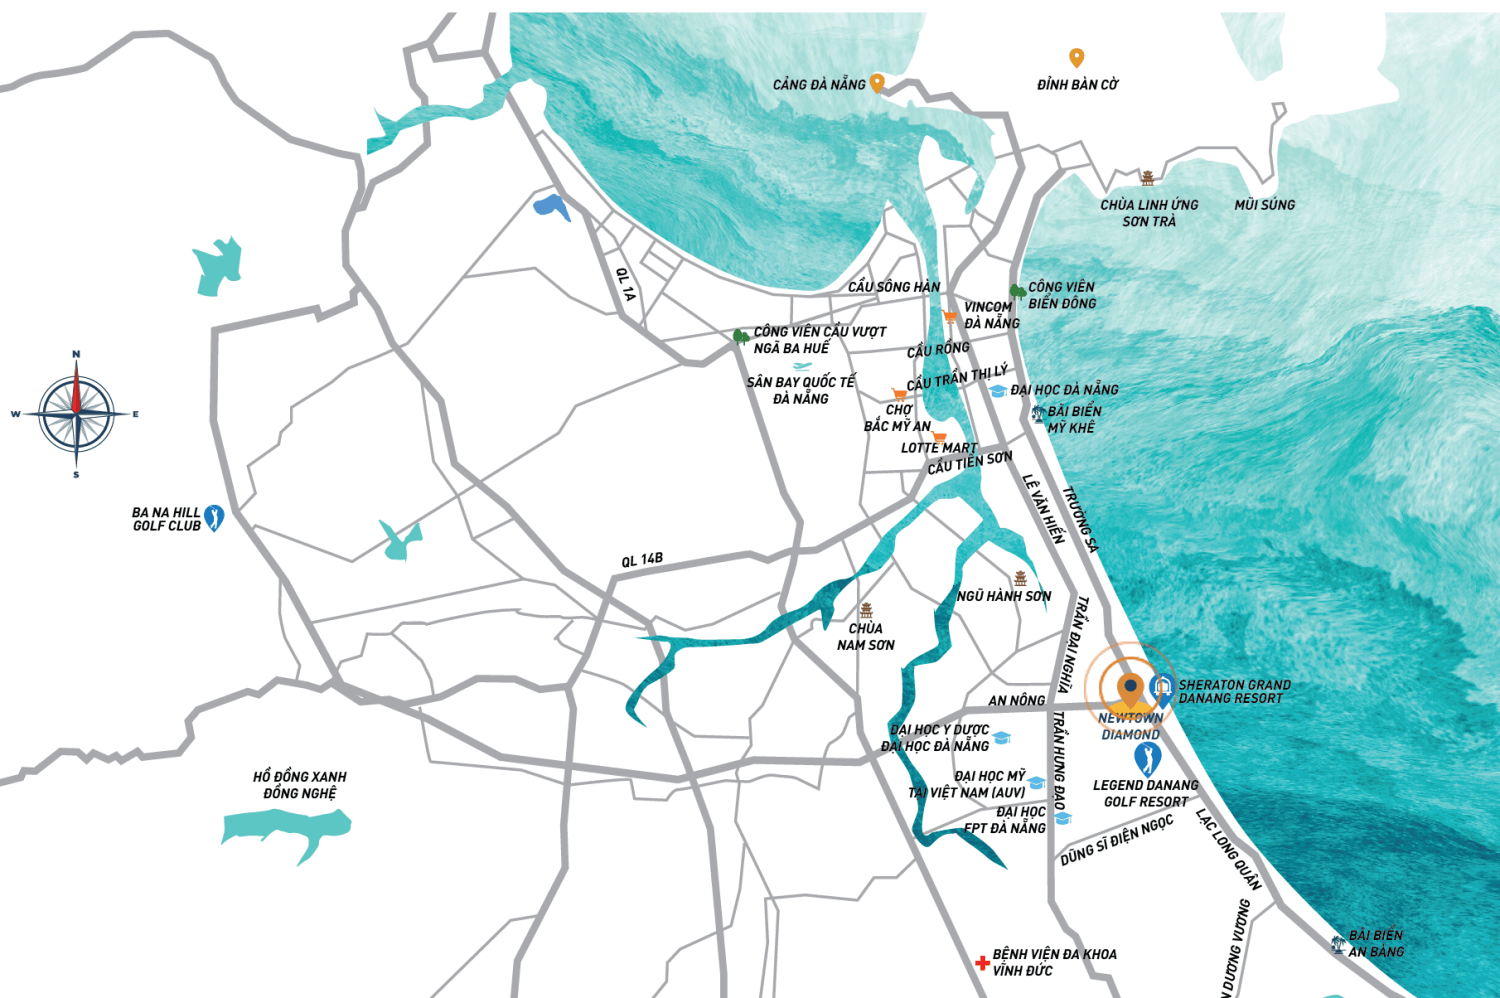 CẢNG ĐÀ NẴNG
ĐỈNH BÀN CỜ
CHÙA LINH ỨNG
SƠN TRÀ
MŨI SÚNG
QL 1A
CẦU SÔNG HÀN
CÔNG VIÊN
BIỂN ĐÔNG
VINCOM
ĐÀ NẴNG
CÔNG VIÊN CẦU VƯỢT
NGÃ BA HUẾ
CẦU RỒNG
SÂN BAY QUỐC TẾ
ĐÀ NẴNG
CẦU TRẦN THỊ LÝ
ĐẠI HỌC ĐÀ NẴNG
CHỢ
BẮC MỸ AN
BÃI BIỂN
MỸ KHÊ
LOTTE MART
CẦU TIÊN SƠN
N
W
E
S
BA NA HILL
GOLF CLUB
LÊ VĂN HIẾN
TRƯỜNG SA
QL 14B
NGŨ HÀNH SƠN
CHÙA
NAM SƠN
TRẦN ĐẠI NGHĨA
SHERATON GRAND
DANANG RESORT
AN NÔNG
NEWTOWN
DIAMOND
ĐẠI HỌC Y DƯỢC
ĐẠI HỌC ĐÀ NẴNG
TRẦN HƯNG ĐẠO
HỒ ĐỒNG XANH
ĐỒNG NGHỆ
ĐẠI HỌC MỸ
TẠI VIỆT NAM (AUV)
LEGEND DANANG
GOLF RESORT
ĐẠI HỌC
FPT ĐÀ NẴNG
DŨNG SĨ ĐIỆN NGỌC
LẠC LONG QUÂN
DƯƠNG VƯƠNG
BÃI BIỂN
AN BÀNG
BỆNH VIỆN ĐA KHOA
VĨNH ĐỨC